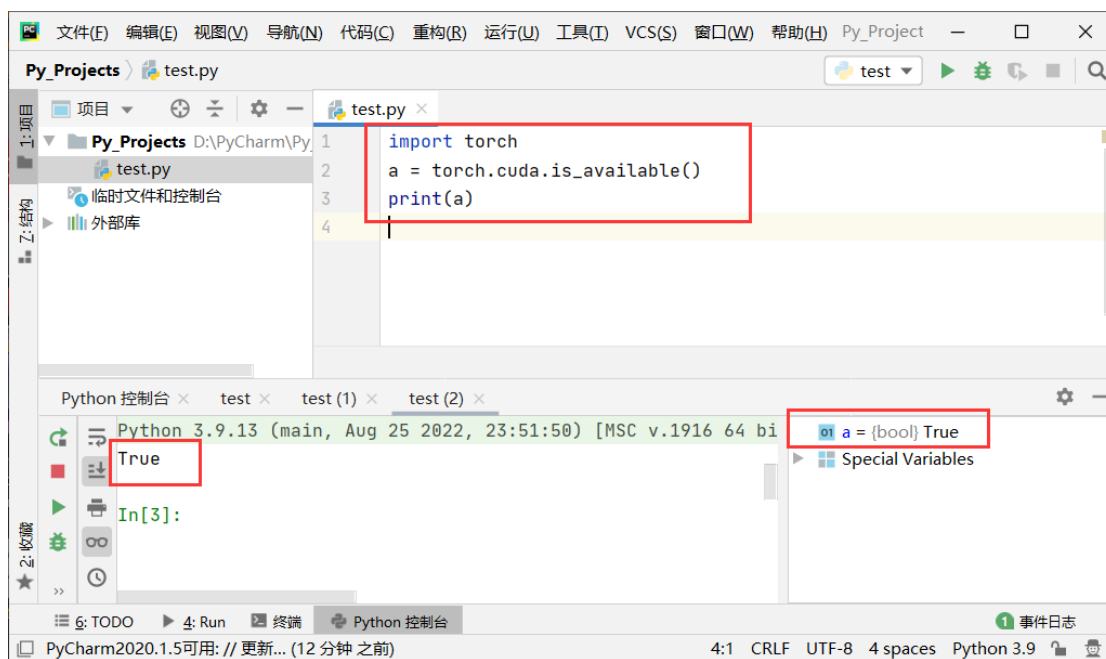 文件(F) 编辑(E) 视图(V) 导航(N) 代码(C) 重构(R) 运行(U) 工具(T) VCS(S) 窗口(W) 帮助(H) Py_Project
Py_Projects test.py
test
1: 项目
项目
test.py
Py_Projects D:\PyCharm\Py_
test.py
临时文件和控制台
外部库
1 import torch
2 a = torch.cuda.is_available()
3 print(a)
4
Z: 结构
Python 控制台 test test (1) test (2)
Python 3.9.13 (main, Aug 25 2022, 23:51:50) [MSC v.1916 64 bi
True
In[3]:
01 a = {bool} True
Special Variables
2: 收藏
6: TODO 4: Run 终端 Python 控制台 1 事件日志
PyCharm2020.1.5可用: // 更新... (12 分钟 之前) 4:1 CRLF UTF-8 4 spaces Python 3.9